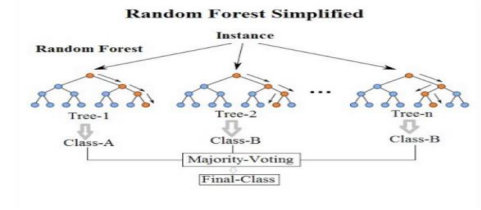 Random Forest Simplified
Instance
Random Forest
...
Tree-1 Tree-2 Tree-n
Class-A Class-B Class-B
Majority-Voting
Final-Class